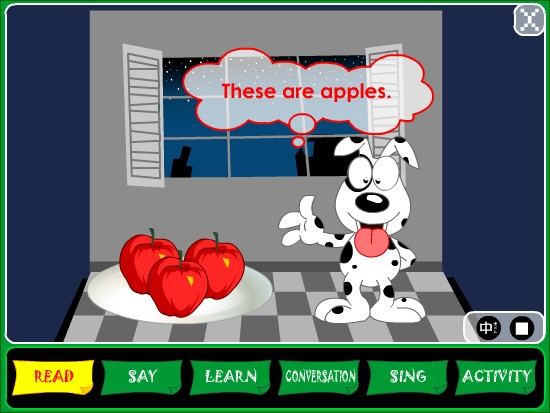 These are apples.
中
READ
SAY
LEARN
CONVERSATION
SING
ACTIVITY